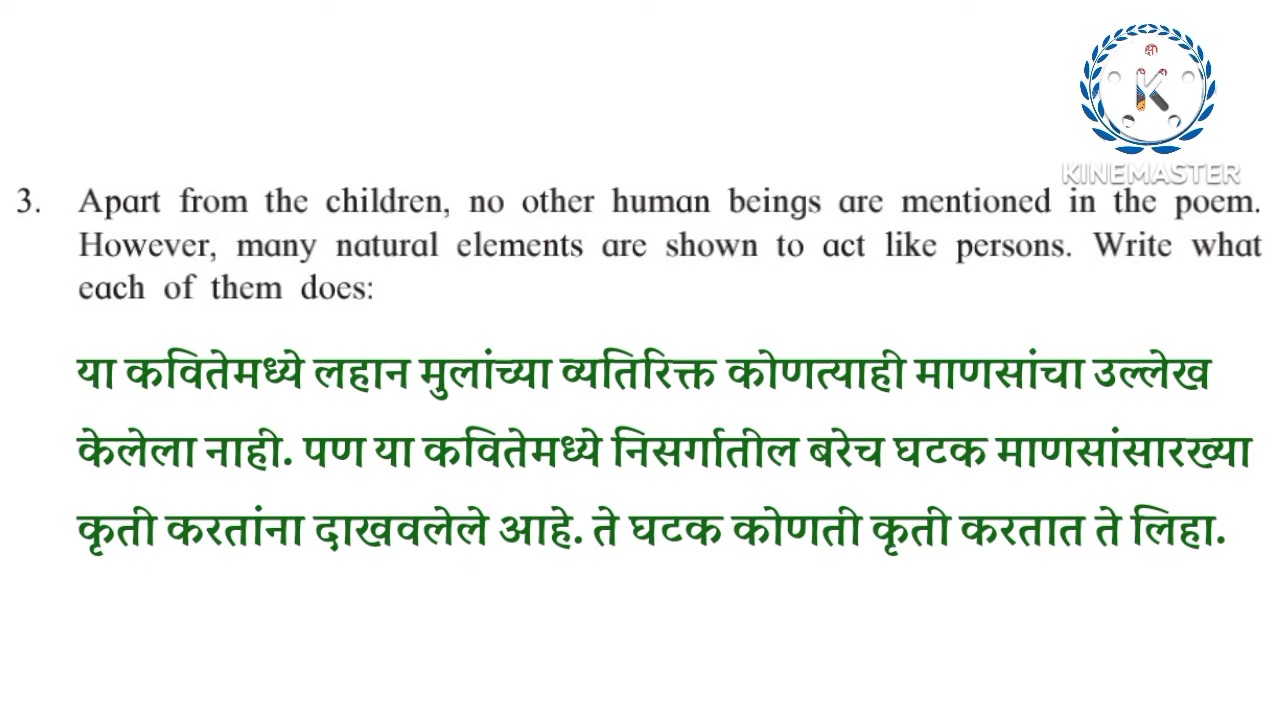 क्षा
K
KINEMASTER
3. Apart from the children, no other human beings are mentioned in the poem.
However, many natural elements are shown to act like persons. Write what
each of them does:
या कवितेमध्ये लहान मुलांच्या व्यतिरिक्त कोणत्याही माणसांचा उल्लेख
केलेला नाही. पण या कवितेमध्ये निसर्गातील बरेच घटक माणसांसारख्या
कृती करतांना दाखवलेले आहे. ते घटक कोणती कृती करतात ते लिहा.